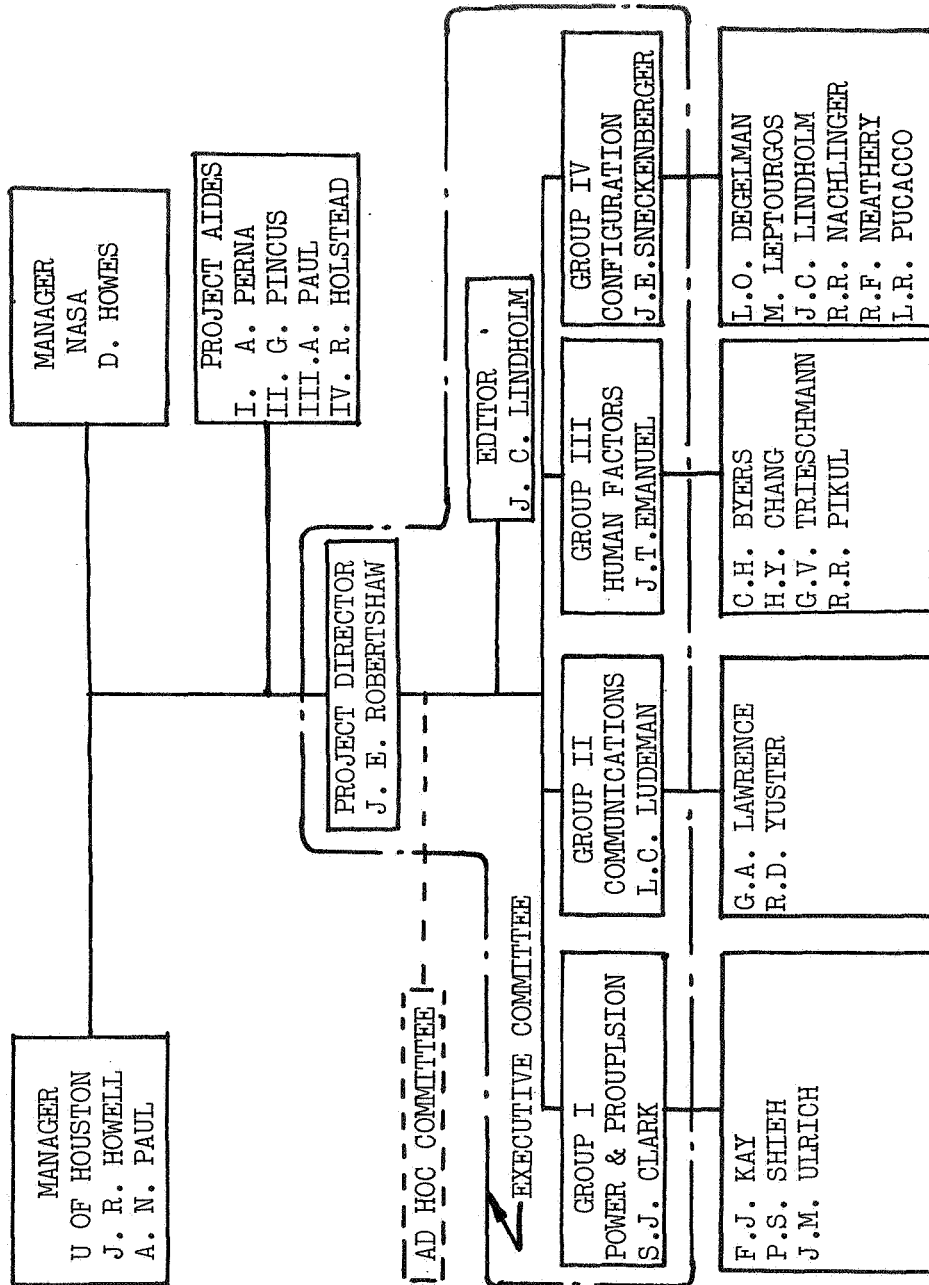 MANAGER
U OF HOUSTON
J. R. HOWELL
A. N. PAUL
MANAGER
NASA
D. HOWES
PROJECT AIDES
I. A. PERNA
II. G. PINCUS
III. A. PAUL
IV. R. HOLSTEAD
PROJECT DIRECTOR
J. E. ROBERTSHAW
AD HOC COMMITTEE
EDITOR
J. C. LINDHOLM
EXECUTIVE COMMITTEE
GROUP I
POWER & PROUPLSION
S.J. CLARK
GROUP II
COMMUNICATIONS
L.C. LUDEMAN
GROUP III
HUMAN FACTORS
J.T. EMANUEL
GROUP IV
CONFIGURATION
J.E. SNECKENBERGER
F.J. KAY
P.S. SHIEH
J.M. ULRICH
G.A. LAWRENCE
R.D. YUSTER
C.H. BYERS
H.Y. CHANG
G.V. TRIESCHMANN
R.R. PIKUL
L.O. DEGELMAN
M. LEPTOURGOS
J.C. LINDHOLM
R.R. NACHLINGER
R.F. NEATHERY
L.R. PUCACCO